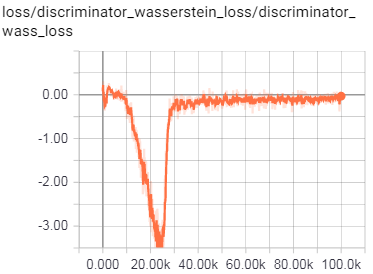 loss/discriminator_wasserstein_loss/discriminator_
wass_loss
0.00
-1.00
-2.00
-3.00
0.000 20.00k 40.00k 60.00k 80.00k 100.0k